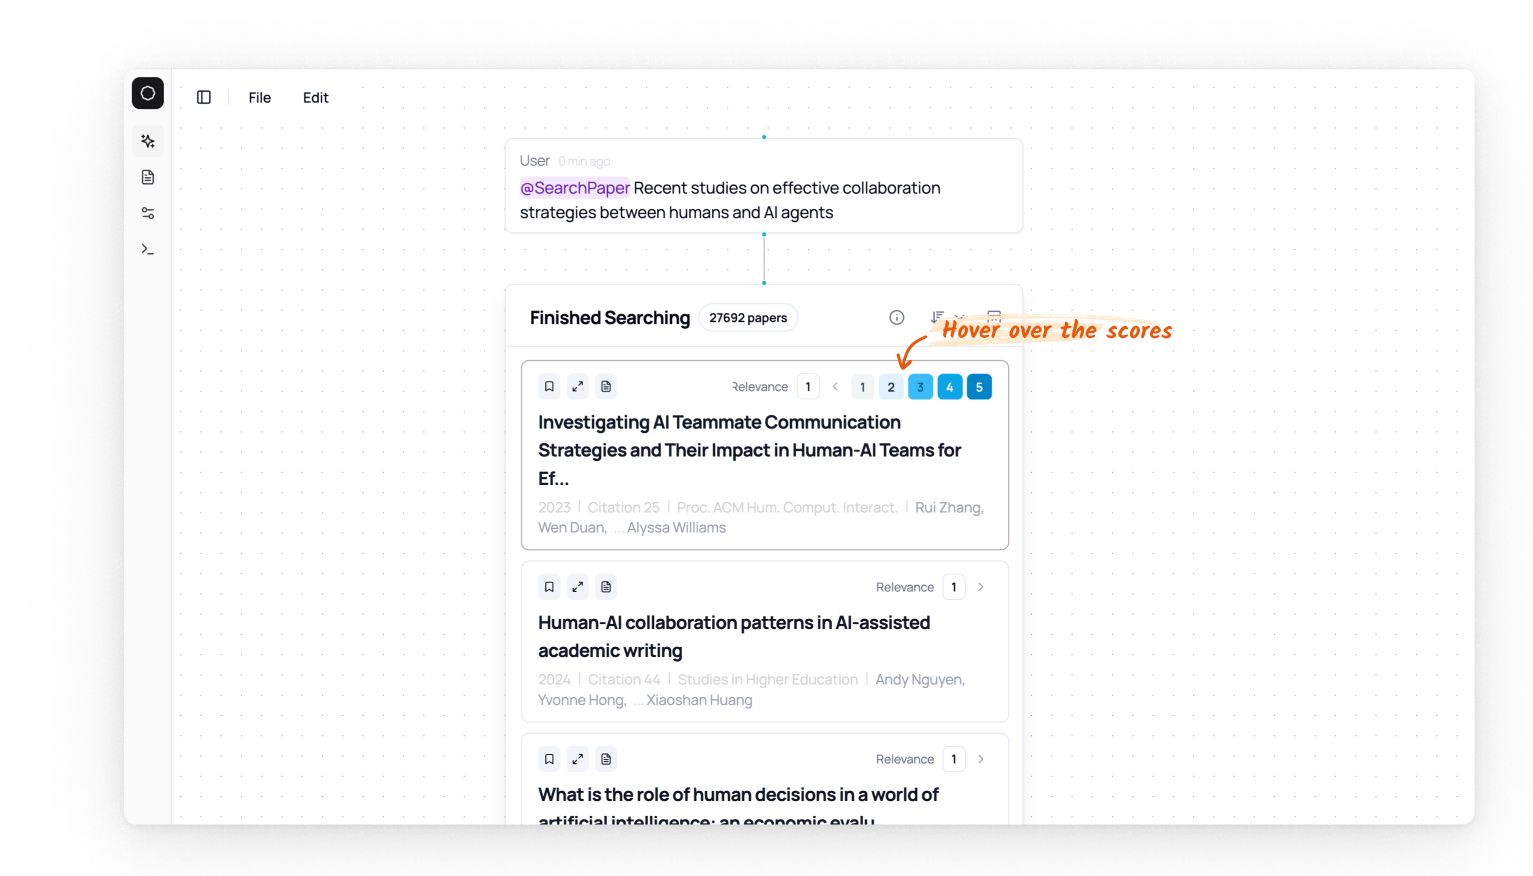 File Edit
User 0 min ago
@SearchPaper Recent studies on effective collaboration
strategies between humans and AI agents
Finished Searching 27692 papers
Hover over the scores
Relevance 1 1 2 3 4 5
Investigating AI Teammate Communication
Strategies and Their Impact in Human-AI Teams for
Ef...
2023 | Citation 25 | Proc. ACM Hum. Comput. Interact. | Rui Zhang,
Wen Duan, ... Alyssa Williams
Relevance 1
Human-AI collaboration patterns in AI-assisted
academic writing
2024 | Citation 44 | Studies in Higher Education | Andy Nguyen,
Yvonne Hong, ... Xiaoshan Huang
Relevance 1
What is the role of human decisions in a world of
artificial intelligence: an economic evalu